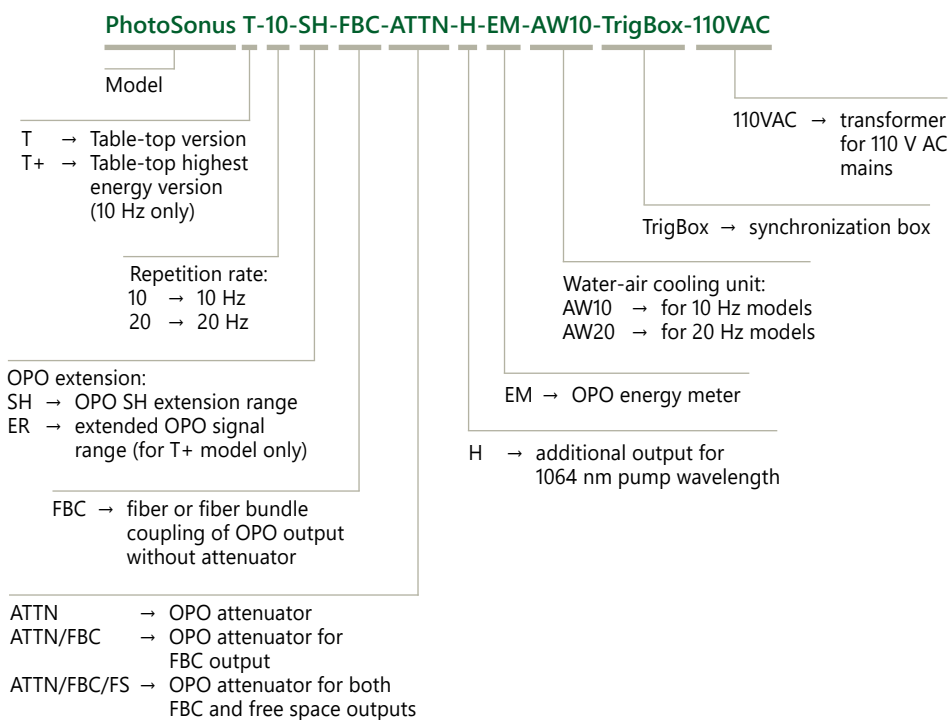 PhotoSonus T-10-SH-FBC-ATTN-H-EM-AW10-TrigBox-110VAC
Model
T → Table-top version
T+ → Table-top highest
energy version
(10 Hz only)
Repetition rate:
10 → 10 Hz
20 → 20 Hz
OPO extension:
SH → OPO SH extension range
ER → extended OPO signal
range (for T+ model only)
FBC → fiber or fiber bundle
coupling of OPO output
without attenuator
ATTN → OPO attenuator
ATTN/FBC → OPO attenuator for
FBC output
ATTN/FBC/FS → OPO attenuator for both
FBC and free space outputs
110VAC → transformer
for 110 V AC
mains
TrigBox → synchronization box
Water-air cooling unit:
AW10 → for 10 Hz models
AW20 → for 20 Hz models
EM → OPO energy meter
H → additional output for
1064 nm pump wavelength